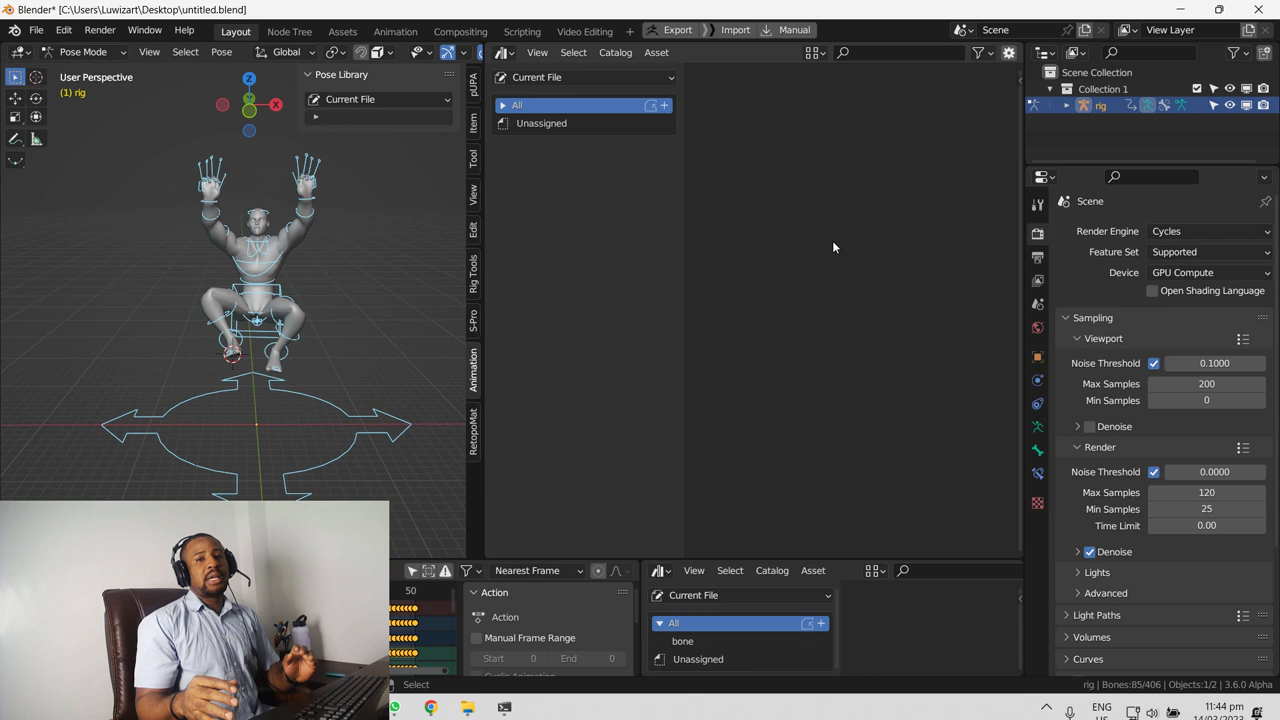 Blender* [C:\Users\Luwizart\Desktop\untitled.blend]
File Edit Render Window Help Layout Node Tree Assets Animation Compositing Scripting Video Editing + Export Import Manual Scene View Layer
Pose Mode View Select Pose Global View Select Catalog Asset
User Perspective
(1) rig
Z
X
Pose Library
Current File
Current File
All
Unassigned
pUPA
Item
Tool
View
Edit
Rig Tools
S-Pro
Animation
RetopoMat
Scene Collection
Collection 1
rig
Scene
Render Engine Cycles
Feature Set Supported
Device GPU Compute
Open Shading Language
Sampling
Viewport
Noise Threshold 0.1000
Max Samples 200
Min Samples 0
Denoise
Render
Noise Threshold 0.0000
Max Samples 120
Min Samples 25
Time Limit 0.00
Denoise
Lights
Advanced
Light Paths
Volumes
Curves
Nearest Frame
50
Action
Action
Manual Frame Range
Start 0 End 0
View Select Catalog Asset
Current File
All
bone
Unassigned
Select
rig | Bones:85/406 | Objects:1/2 | 3.6.0 Alpha
ENG
11:44 pm
14/03/2023